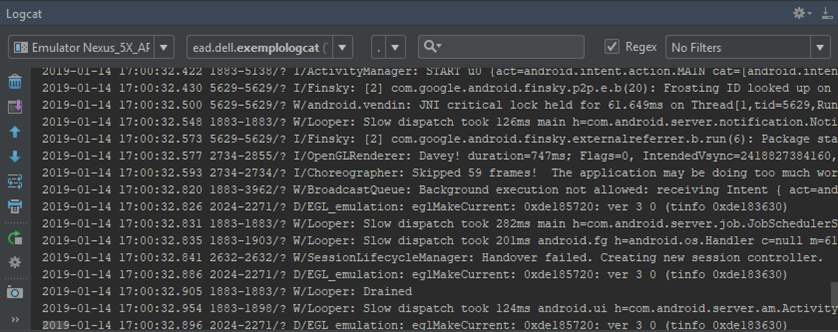 Logcat
Emulator Nexus_5X_AP
ead.dell.exemplologcat (
.
Regex
No Filters
2019-01-14 17:00:32.422 1883-5138/? I/ActivityManager: START u0 {act=android.intent.action.MAIN cat=[android.inten
2019-01-14 17:00:32.430 5629-5629/? I/Finsky: [2] com.google.android.finsky.p2p.e.b(20): Frosting ID looked up on
2019-01-14 17:00:32.500 5629-5629/? W/android.vendin: JNI critical lock held for 61.649ms on Thread[1,tid=5629,Run
2019-01-14 17:00:32.548 1883-1883/? W/Looper: Slow dispatch took 126ms main h=com.android.server.notification.Noti
2019-01-14 17:00:32.573 5629-5629/? I/Finsky: [2] com.google.android.finsky.externalreferrer.b.run(6): Package sta
2019-01-14 17:00:32.577 2734-2855/? I/OpenGLRenderer: Davey! duration=747ms; Flags=0, IntendedVsync=2418827384160,
2019-01-14 17:00:32.593 2734-2734/? I/Choreographer: Skipped 59 frames!  The application may be doing too much wor
2019-01-14 17:00:32.820 1883-3962/? W/BroadcastQueue: Background execution not allowed: receiving Intent { act=and
2019-01-14 17:00:32.826 2024-2271/? D/EGL_emulation: eglMakeCurrent: 0xde185720: ver 3 0 (tinfo 0xde183630)
2019-01-14 17:00:32.831 1883-1883/? W/Looper: Slow dispatch took 282ms main h=com.android.server.job.JobSchedulerS
2019-01-14 17:00:32.835 1883-1903/? W/Looper: Slow dispatch took 201ms android.fg h=android.os.Handler c=null m=61
2019-01-14 17:00:32.841 2632-2632/? W/SessionLifecycleManager: Handover failed. Creating new session controller.
2019-01-14 17:00:32.886 2024-2271/? D/EGL_emulation: eglMakeCurrent: 0xde185720: ver 3 0 (tinfo 0xde183630)
2019-01-14 17:00:32.905 1883-1883/? W/Looper: Drained
2019-01-14 17:00:32.954 1883-1898/? W/Looper: Slow dispatch took 124ms android.ui h=com.android.server.am.Activity
2019-01-14 17:00:32.896 2024-2271/? D/EGL_emulation: eglMakeCurrent: 0xde185720: ver 3 0 (tinfo 0xde183630)